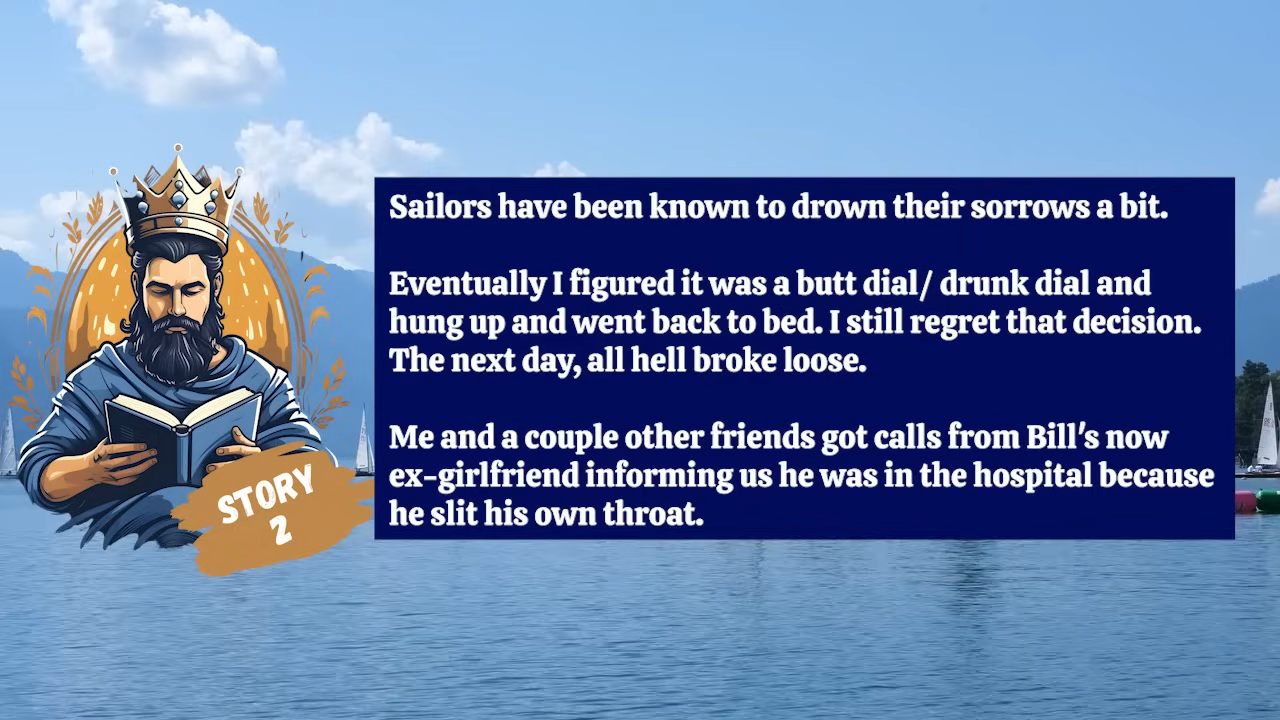 Sailors have been known to drown their sorrows a bit.
Eventually I figured it was a butt dial/ drunk dial and
hung up and went back to bed. I still regret that decision.
The next day, all hell broke loose.
Me and a couple other friends got calls from Bill's now
ex-girlfriend informing us he was in the hospital because
he slit his own throat.
STORY
2